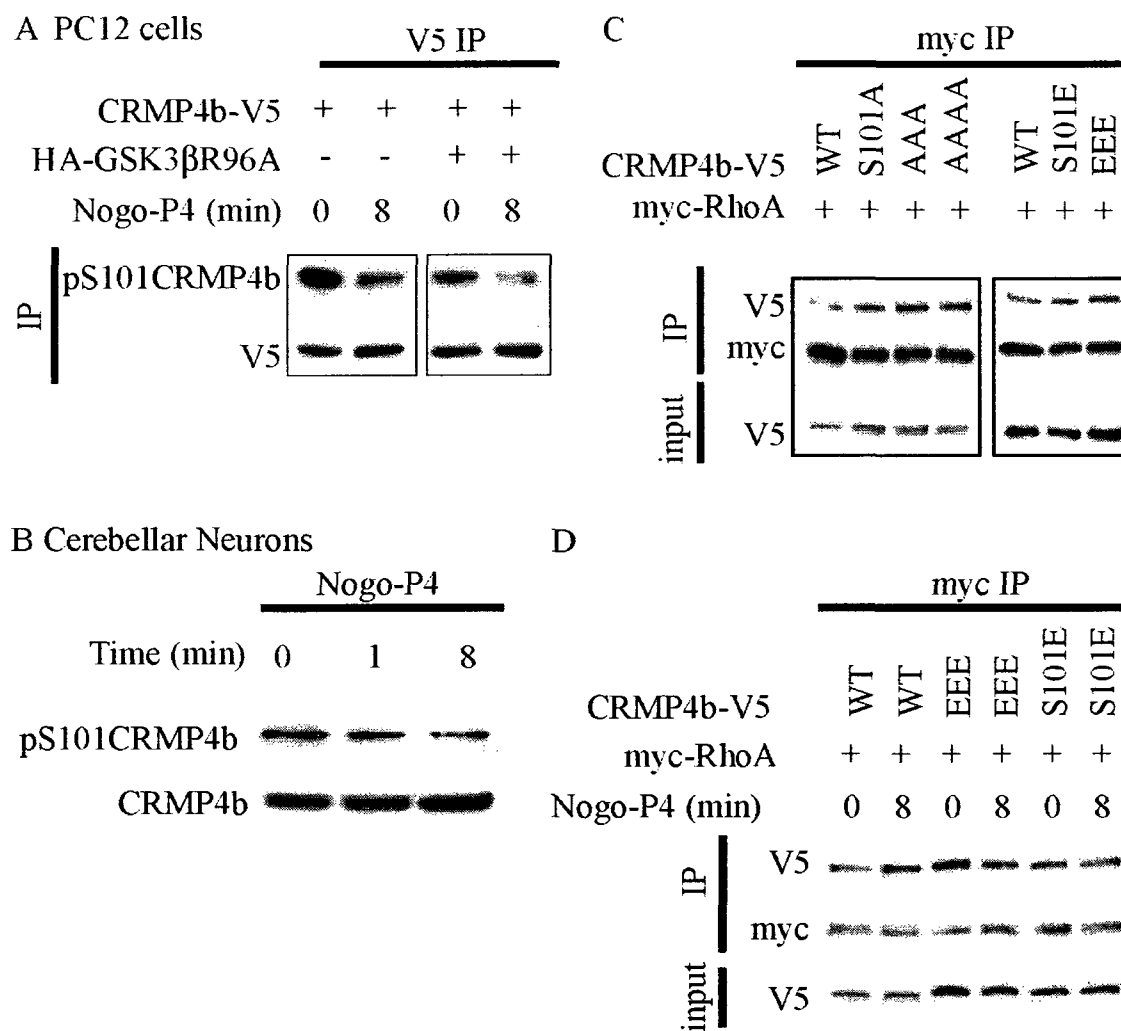 A PC12 cells
V5 IP
CRMP4b-V5 + + + +
HA-GSK3βR96A - - + +
Nogo-P4 (min) 0 8 0 8
IP
pS101CRMP4b
V5
B Cerebellar Neurons
Nogo-P4
Time (min) 0 1 8
pS101CRMP4b
CRMP4b
C
myc IP
CRMP4b-V5 WT S101A AAA AAAA WT S101E EEE
myc-RhoA + + + + + + +
IP
V5
myc
input
V5
D
myc IP
CRMP4b-V5 WT WT EEE EEE S101E S101E
myc-RhoA + + + + + +
Nogo-P4 (min) 0 8 0 8 0 8
IP
V5
myc
input
V5